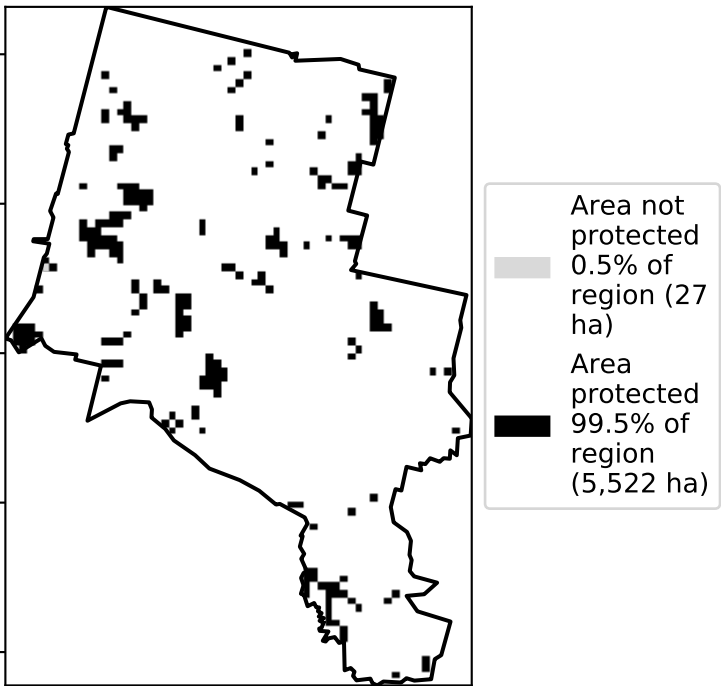 Area not
protected
0.5% of
region (27
ha)
Area
protected
99.5% of
region
(5,522 ha)